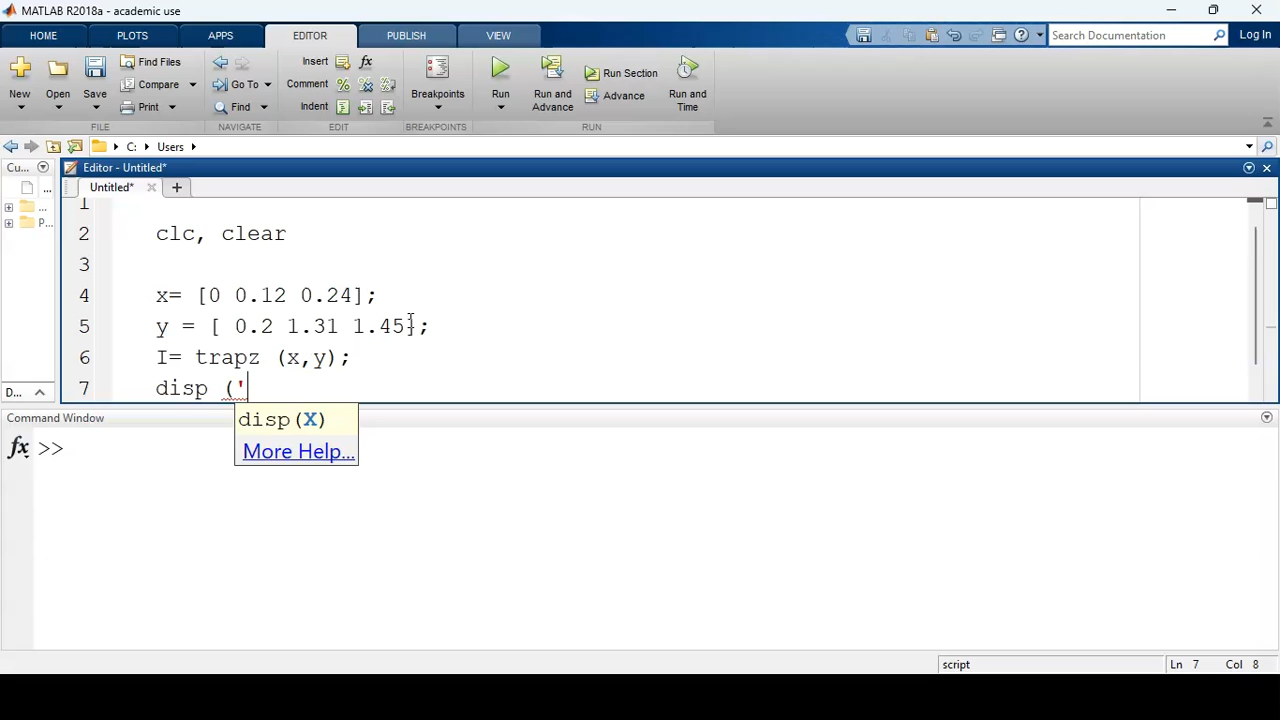 MATLAB R2018a - academic use
HOME PLOTS APPS EDITOR PUBLISH VIEW Search Documentation Log In
New Open Save Find Files Compare Print Go To Find Insert fx Comment Indent Breakpoints Run Run and Advance Run Section Advance Run and Time
FILE NAVIGATE EDIT BREAKPOINTS RUN
C: Users
Cu... Editor - Untitled*
Untitled* +
...
...
P...
D...
1
2 clc, clear
3
4 x= [0 0.12 0.24];
5 y = [ 0.2 1.31 1.45};
6 I= trapz (x,y);
7 disp ('
disp(X)
More Help...
Command Window
fx >>
script Ln 7 Col 8